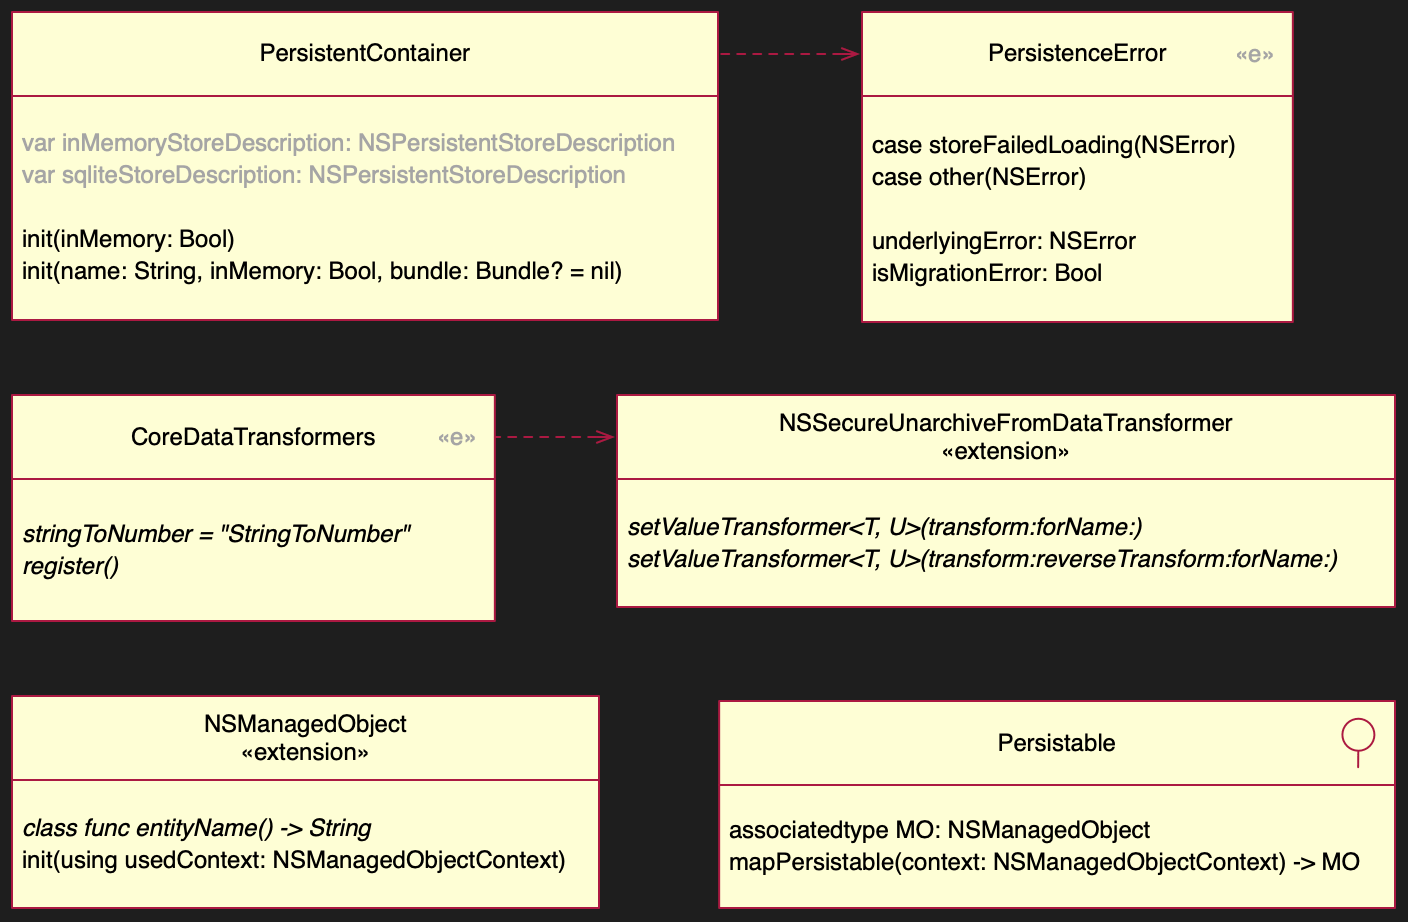 PersistentContainer
var inMemoryStoreDescription: NSPersistentStoreDescription
var sqliteStoreDescription: NSPersistentStoreDescription
init(inMemory: Bool)
init(name: String, inMemory: Bool, bundle: Bundle? = nil)
PersistenceError «e»
case storeFailedLoading(NSError)
case other(NSError)
underlyingError: NSError
isMigrationError: Bool
CoreDataTransformers «e»
stringToNumber = "StringToNumber"
register()
NSSecureUnarchiveFromDataTransformer
«extension»
setValueTransformer<T, U>(transform:forName:)
setValueTransformer<T, U>(transform:reverseTransform:forName:)
NSManagedObject
«extension»
class func entityName() -> String
init(using usedContext: NSManagedObjectContext)
Persistable
associatedtype MO: NSManagedObject
mapPersistable(context: NSManagedObjectContext) -> MO